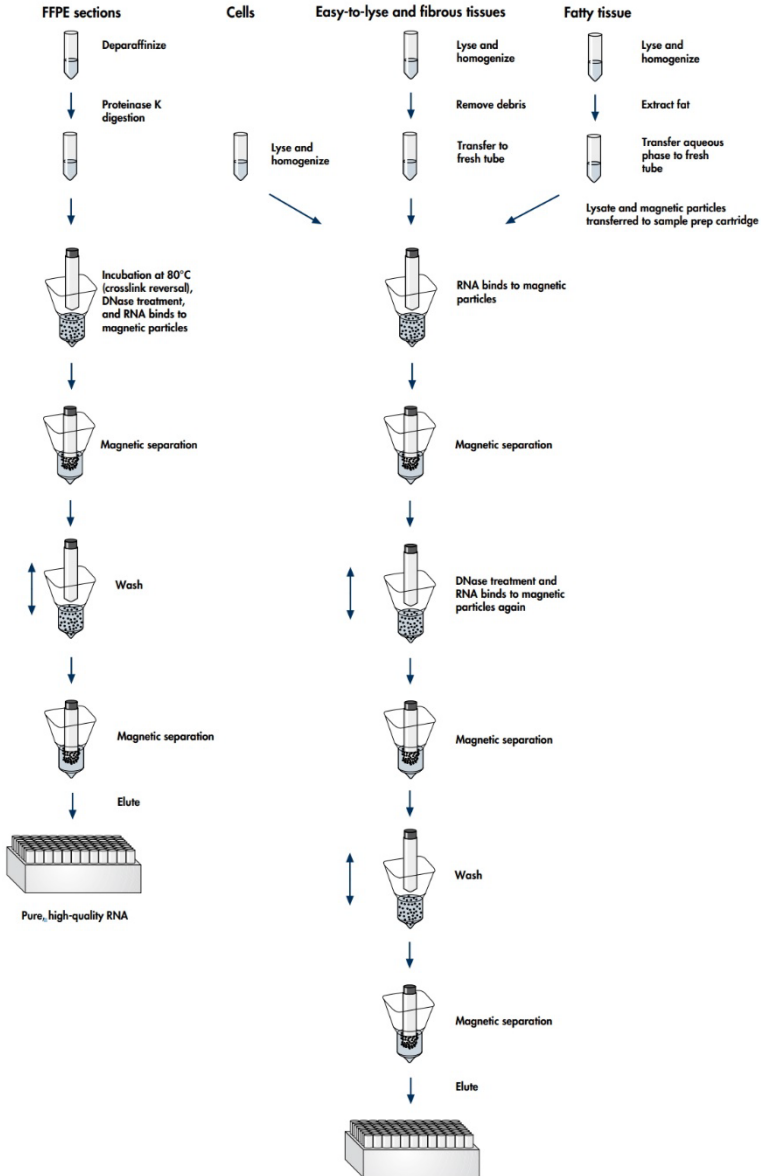 FFPE sections
Cells
Easy-to-lyse and fibrous tissues
Fatty tissue
Deparaffinize
Lyse and
homogenize
Lyse and
homogenize
Proteinase K
digestion
Remove debris
Extract fat
Lyse and
homogenize
Transfer to
fresh tube
Transfer aqueous
phase to fresh
tube
Lysate and magnetic particles
transferred to sample prep cartridge
Incubation at 80°C
(crosslink reversal),
DNase treatment,
and RNA binds to
magnetic particles
RNA binds to magnetic
particles
Magnetic separation
Magnetic separation
Wash
DNase treatment and
RNA binds to magnetic
particles again
Magnetic separation
Magnetic separation
Elute
Wash
Pure, high-quality RNA
Magnetic separation
Elute